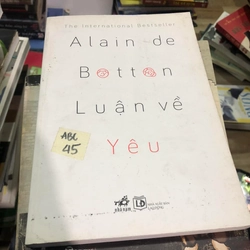 The International Bestseller
Alain de
Botton
Luận về
Yêu
ABC
45